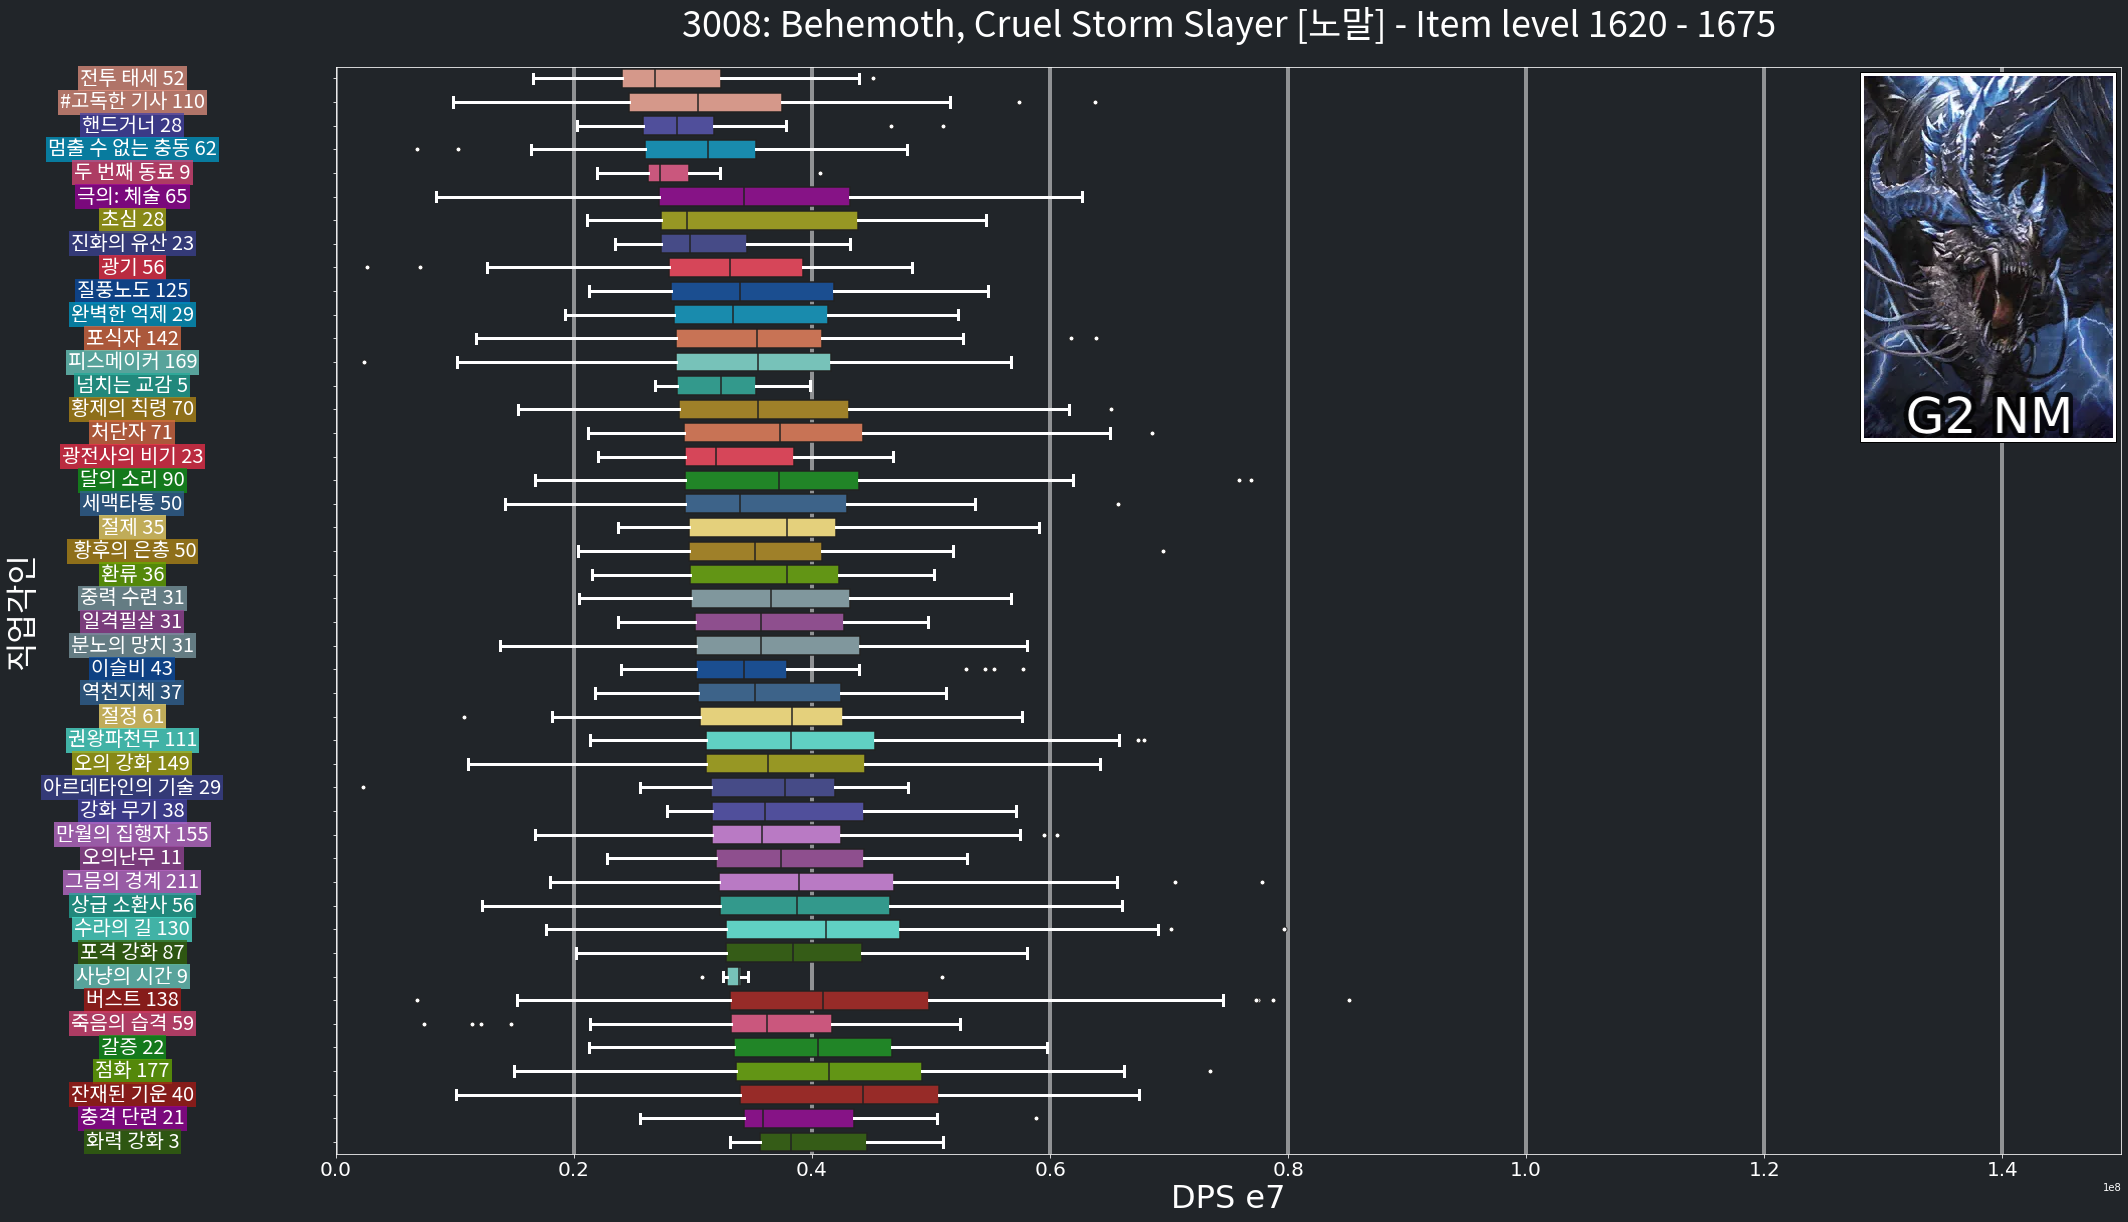 3008: Behemoth, Cruel Storm Slayer [노말] - Item level 1620 - 1675
직업각인
전투 태세 52
#고독한 기사 110
핸드거너 28
멈출 수 없는 충동 62
두 번째 동료 9
극의: 체술 65
초심 28
진화의 유산 23
광기 56
질풍노도 125
완벽한 억제 29
포식자 142
피스메이커 169
넘치는 교감 5
황제의 칙령 70
처단자 71
광전사의 비기 23
달의 소리 90
세맥타통 50
절제 35
황후의 은총 50
환류 36
중력 수련 31
일격필살 31
분노의 망치 31
이슬비 43
역천지체 37
절정 61
권왕파천무 111
오의 강화 149
아르데타인의 기술 29
강화 무기 38
만월의 집행자 155
오의난무 11
그믐의 경계 211
상급 소환사 56
수라의 길 130
포격 강화 87
사냥의 시간 9
버스트 138
죽음의 습격 59
갈증 22
점화 177
잔재된 기운 40
충격 단련 21
화력 강화 3
G2 NM
0.0 0.2 0.4 0.6 0.8 1.0 1.2 1.4
1e8
DPS e7